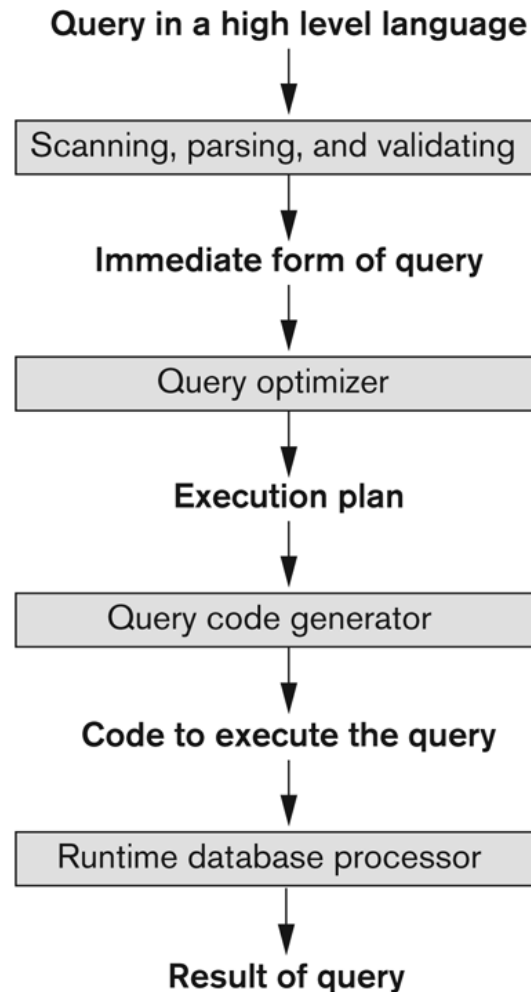 Query in a high level language
Scanning, parsing, and validating
Immediate form of query
Query optimizer
Execution plan
Query code generator
Code to execute the query
Runtime database processor
Result of query